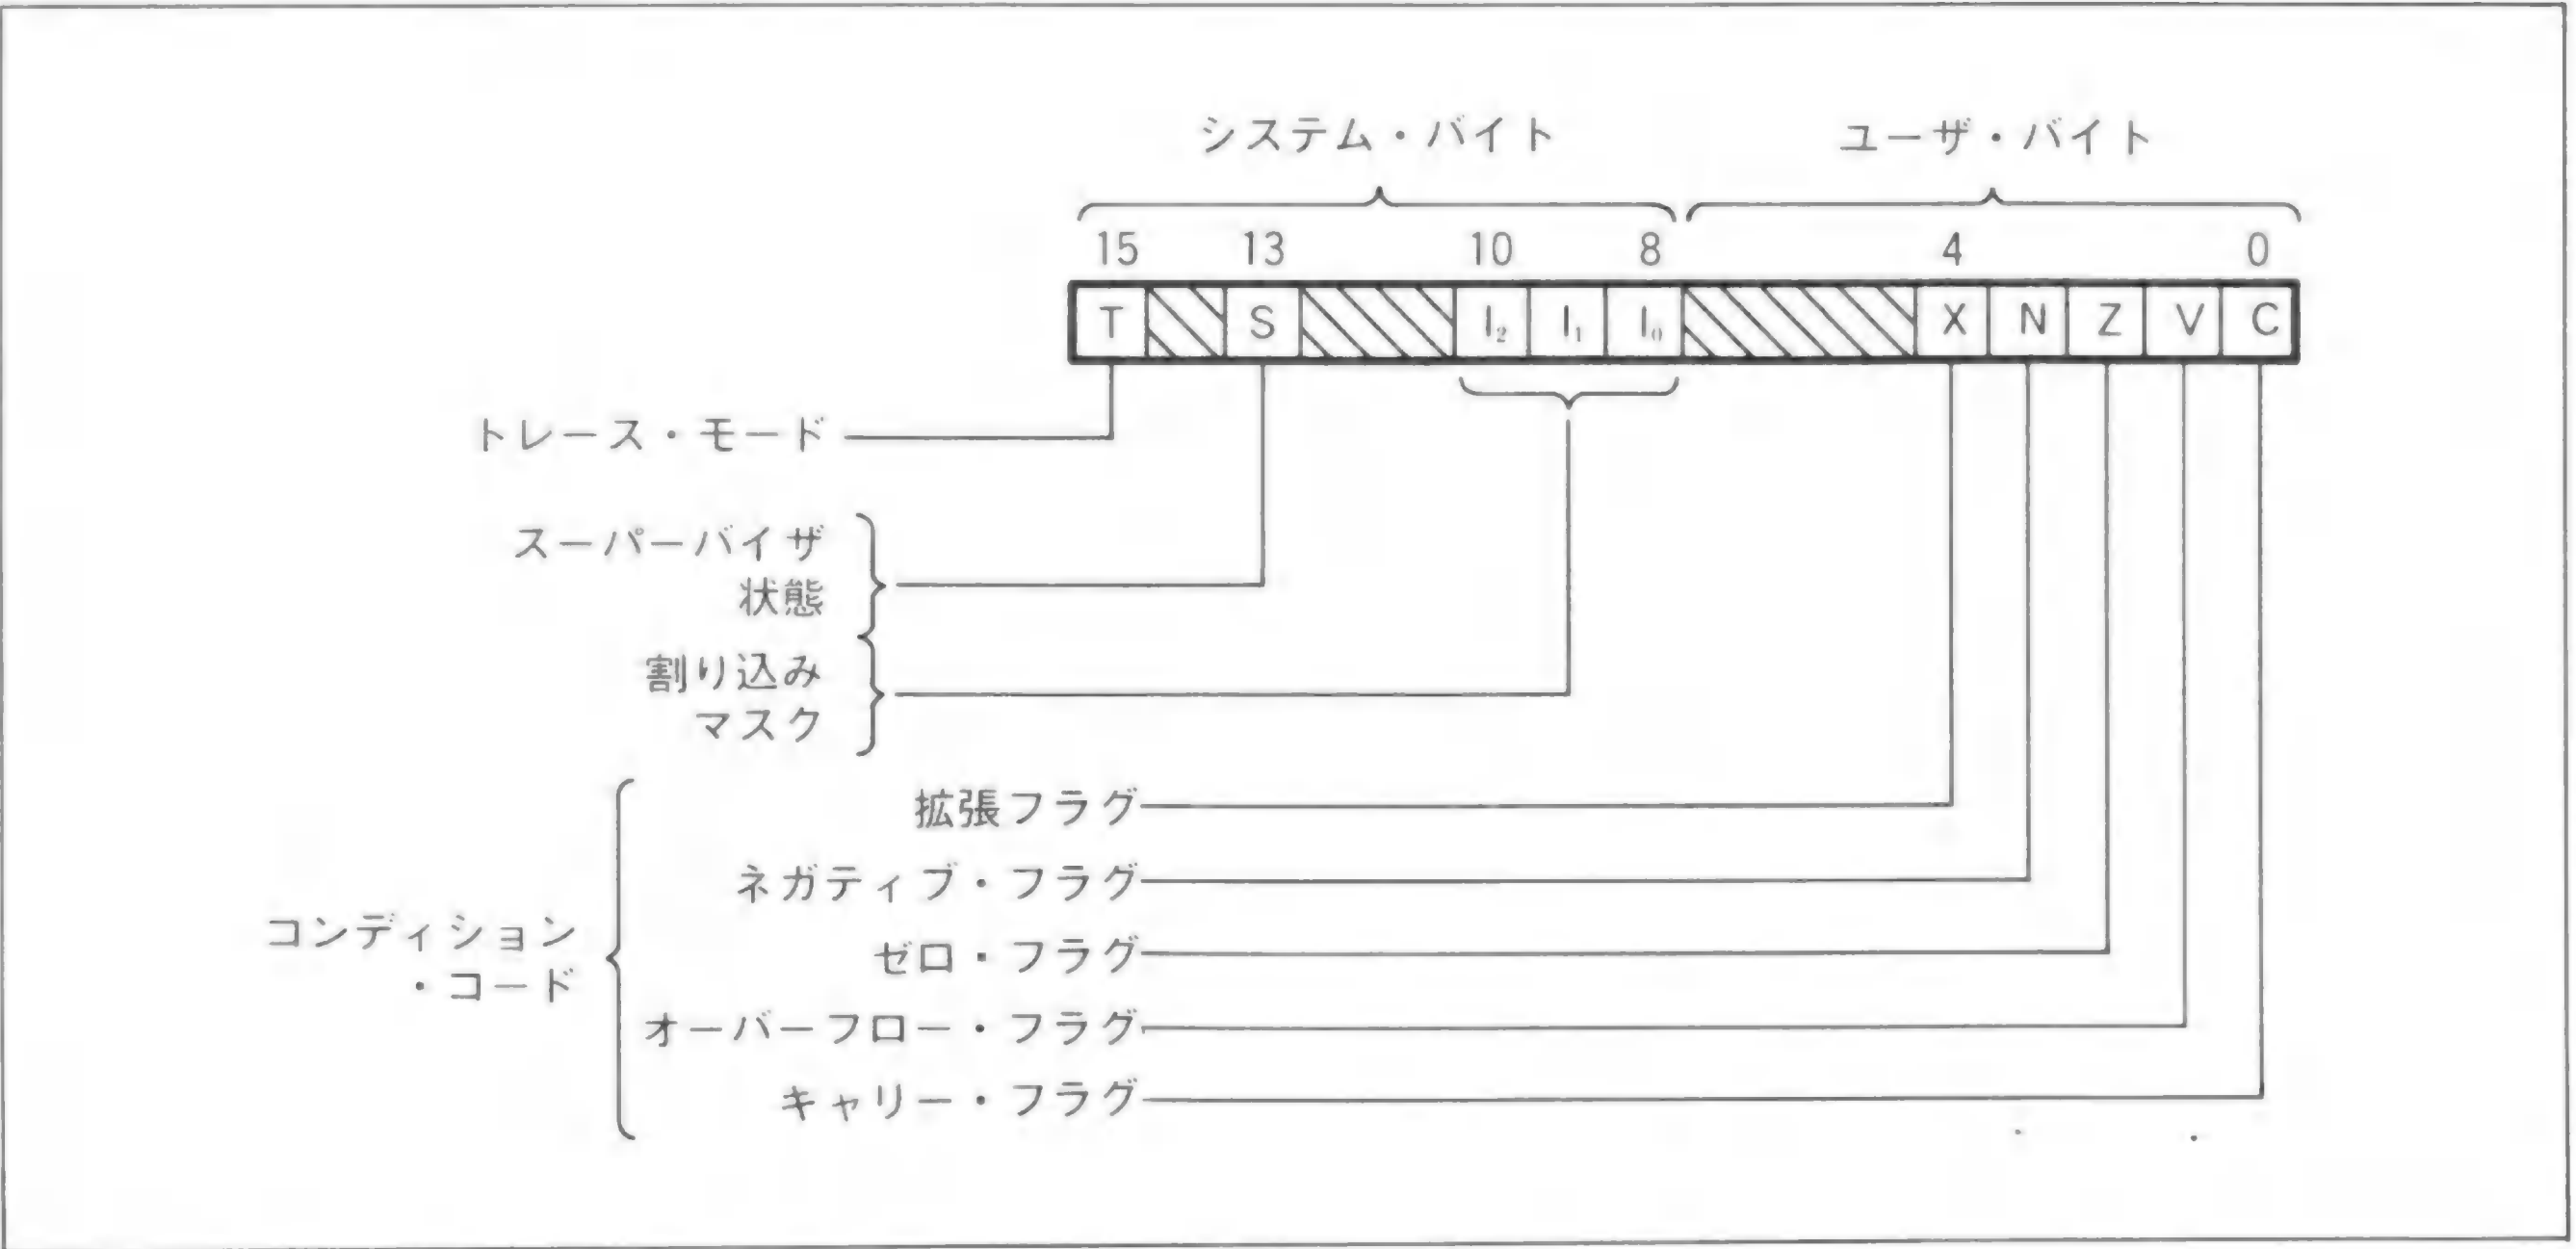 システム・バイト ユーザ・バイト
15 13 10 8 4 0
T S I₂ I₁ I₀ X N Z V C
トレース・モード
スーパーバイザ
状態
割り込み
マスク
拡張フラグ
ネガティブ・フラグ
コンディション
・コード
ゼロ・フラグ
オーバーフロー・フラグ
キャリー・フラグ